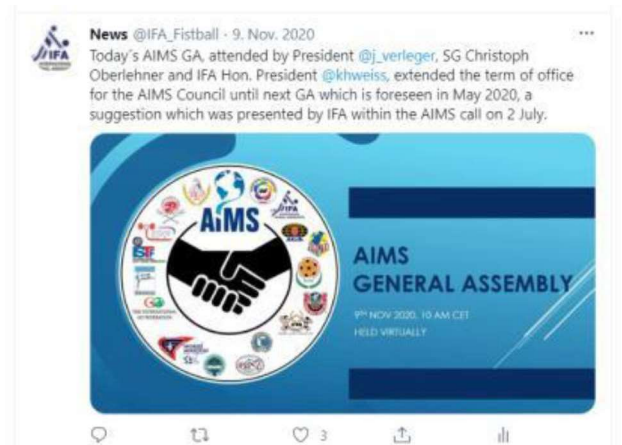 News @IFA_Fistball · 9. Nov. 2020
Today´s AIMS GA, attended by President @j_verleger, SG Christoph
Oberlehner and IFA Hon. President @khweiss, extended the term of office
for the AIMS Council until next GA which is foreseen in May 2020, a
suggestion which was presented by IFA within the AIMS call on 2 July.
IFA
AIMS
IFA
AIMS
GENERAL ASSEMBLY
9TH NOV 2020, 10 AM CET
HELD VIRTUALLY
3